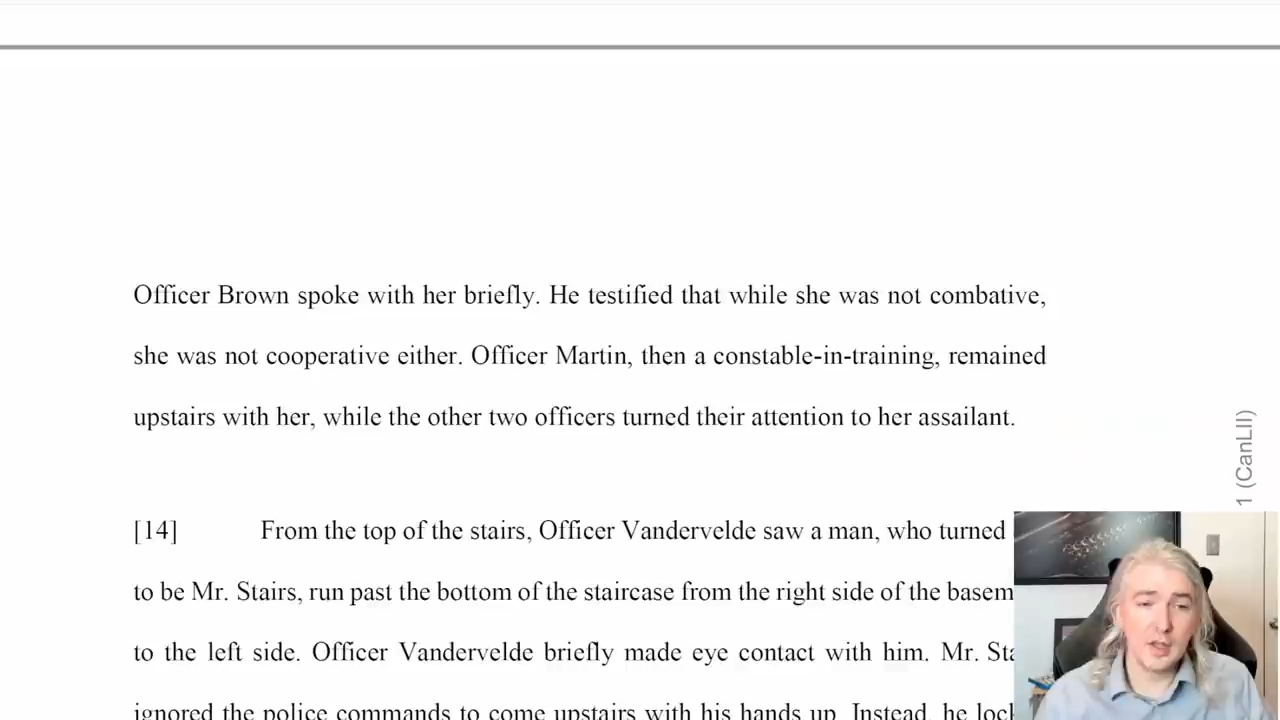 Officer Brown spoke with her briefly. He testified that while she was not combative,
she was not cooperative either. Officer Martin, then a constable-in-training, remained
upstairs with her, while the other two officers turned their attention to her assailant.
1 (CanLII)
[14] From the top of the stairs, Officer Vandervelde saw a man, who turned
to be Mr. Stairs, run past the bottom of the staircase from the right side of the basem
to the left side. Officer Vandervelde briefly made eye contact with him. Mr. Sta
ignored the police commands to come upstairs with his hands up. Instead, he lock